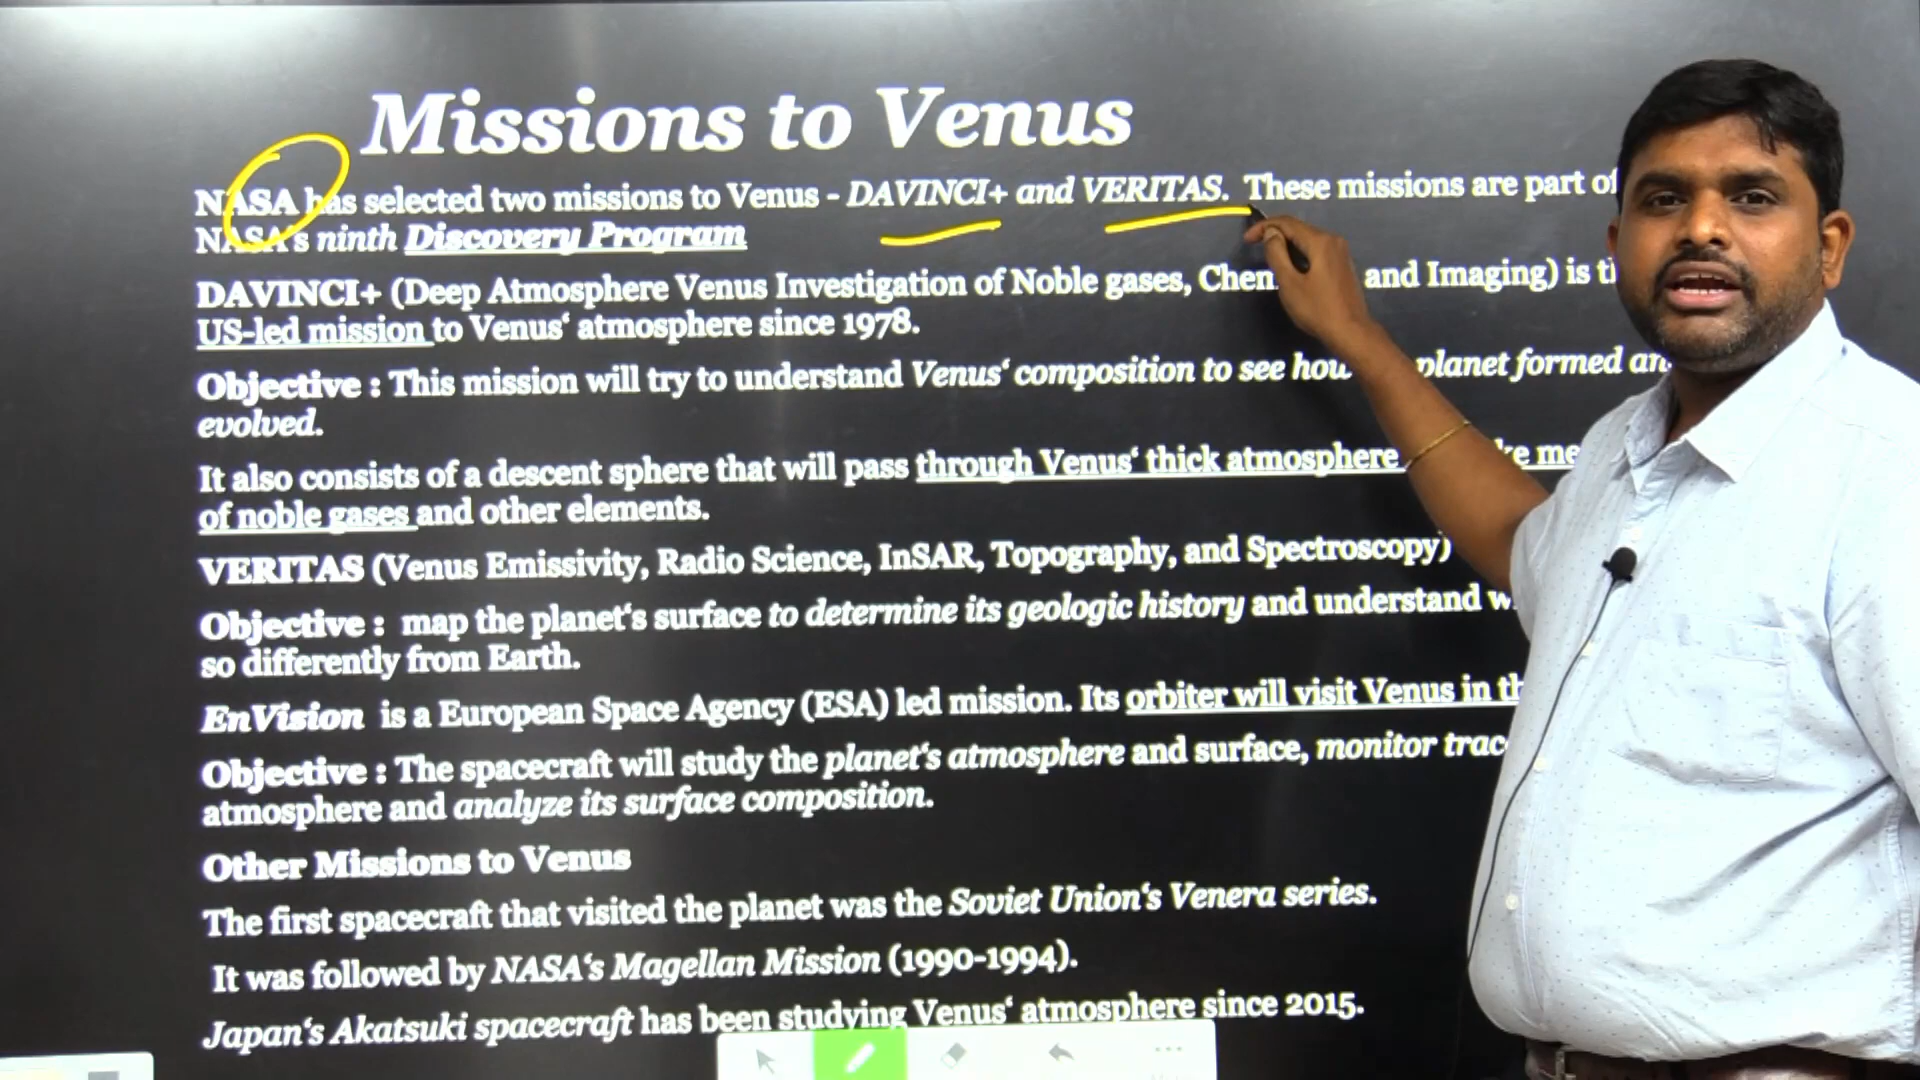 Missions to Venus
NASA has selected two missions to Venus - DAVINCI+ and VERITAS. These missions are part of
NASA's ninth Discovery Program
DAVINCI+ (Deep Atmosphere Venus Investigation of Noble gases, and Imaging) is
US-led mission to Venus‘ atmosphere since 1978.
Objective : This mission will try to understand Venus‘ composition to see how planet formed
evolved.
It also consists of a descent sphere that will pass through Venus‘ thick atmosphere
of noble gases and other elements.
VERITAS (Venus Emissivity, Radio Science, InSAR, Topography, and Spectroscopy)
Objective : map the planet‘s surface to determine its geologic history and understand
so differently from Earth.
EnVision is a European Space Agency (ESA) led mission. Its orbiter will visit Venus in
Objective : The spacecraft will study the planet‘s atmosphere and surface, monitor
atmosphere and analyze its surface composition.
Other Missions to Venus
The first spacecraft that visited the planet was the Soviet Union‘s Venera series.
It was followed by NASA‘s Magellan Mission (1990-1994).
Japan‘s Akatsuki spacecraft has been studying Venus‘ atmosphere since 2015.